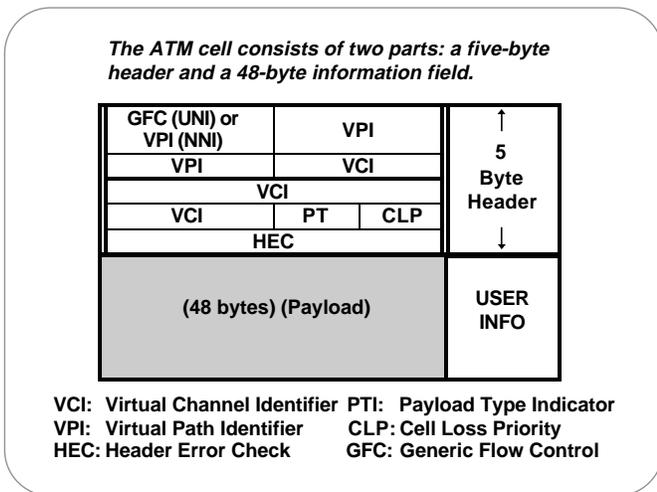 The ATM cell consists of two parts: a five-byte
header and a 48-byte information field.
GFC (UNI) or
VPI (NNI)
VPI
↑
5
Byte
Header
↓
VPI
VCI
VCI
VCI
PT
CLP
HEC
(48 bytes) (Payload)
USER
INFO
VCI: Virtual Channel Identifier PTI: Payload Type Indicator
VPI: Virtual Path Identifier CLP: Cell Loss Priority
HEC: Header Error Check GFC: Generic Flow Control